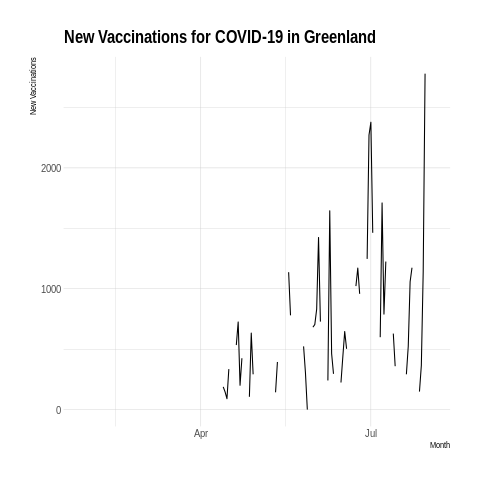 New Vaccinations for COVID-19 in Greenland
New Vaccinations
2000
1000
0
Apr
Jul
Month